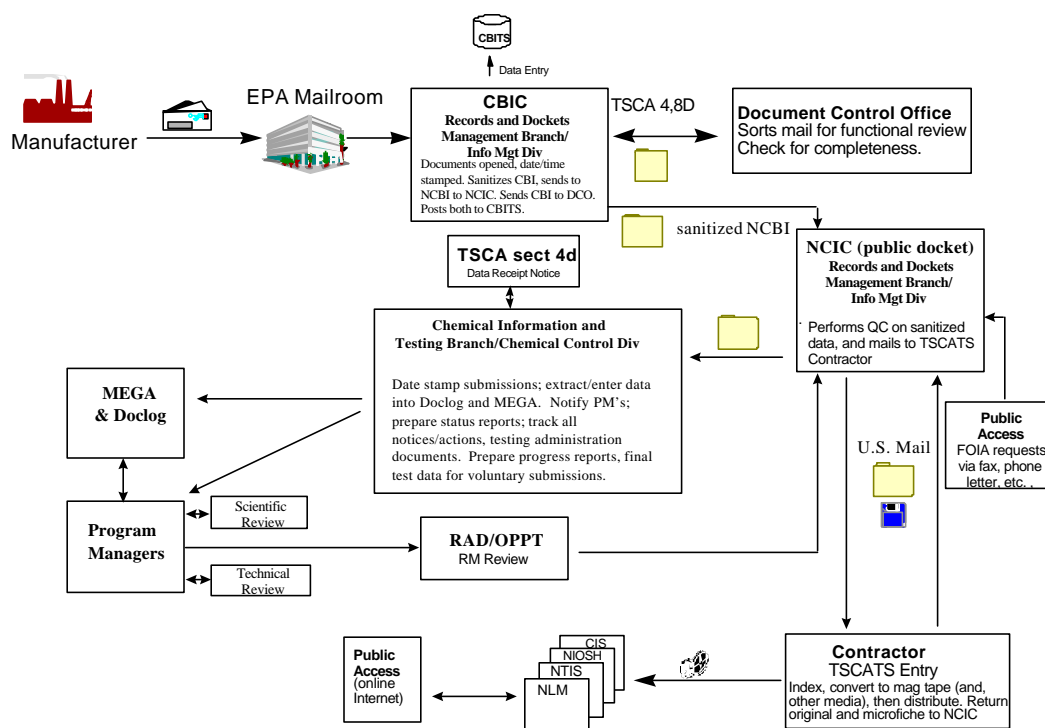 CBITS
Data Entry
Manufacturer
EPA Mailroom
CBIC
Records and Dockets
Management Branch/
Info Mgt Div
Documents opened, date/time
stamped. Sanitizes CBI, sends to
NCBI to NCIC. Sends CBI to DCO.
Posts both to CBITS.
TSCA 4,8D
Document Control Office
Sorts mail for functional review
Check for completeness.
sanitized NCBI
TSCA sect 4d
Data Receipt Notice
NCIC (public docket)
Records and Dockets
Management Branch/
Info Mgt Div
Performs QC on sanitized
data, and mails to TSCATS
Contractor
Chemical Information and
Testing Branch/Chemical Control Div
Date stamp submissions; extract/enter data
into Doclog and MEGA. Notify PM's;
prepare status reports; track all
notices/actions, testing administration
documents. Prepare progress reports, final
test data for voluntary submissions.
MEGA
& Doclog
Public
Access
FOIA requests
via fax, phone
letter, etc. .
U.S. Mail
Program
Managers
Scientific
Review
Technical
Review
RAD/OPPT
RM Review
Contractor
TSCATS Entry
Index, convert to mag tape (and,
other media), then distribute. Return
original and microfiche to NCIC
CIS
NIOSH
NTIS
NLM
Public
Access
(online
Internet)